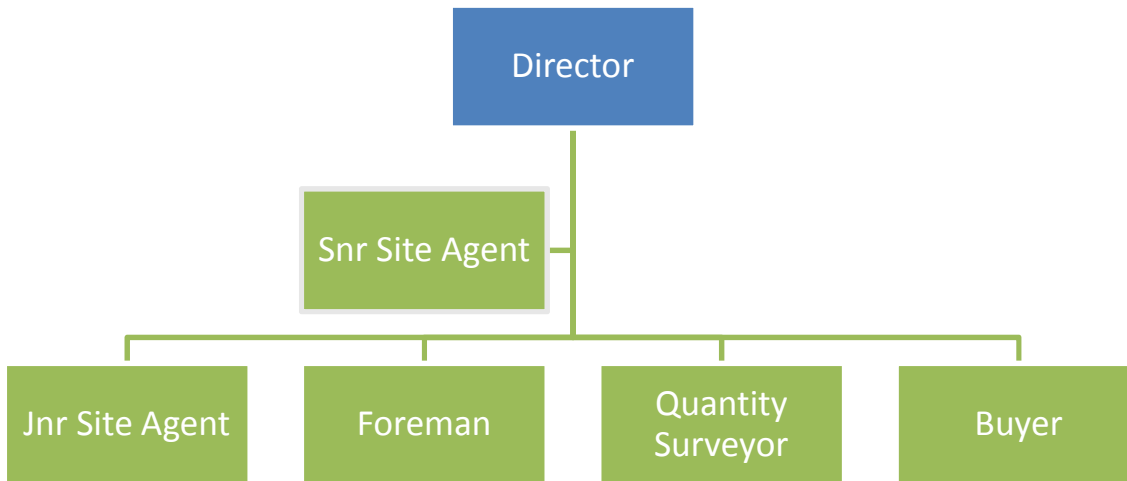 Director
Snr Site Agent
Jnr Site Agent
Foreman
Quantity
Surveyor
Buyer